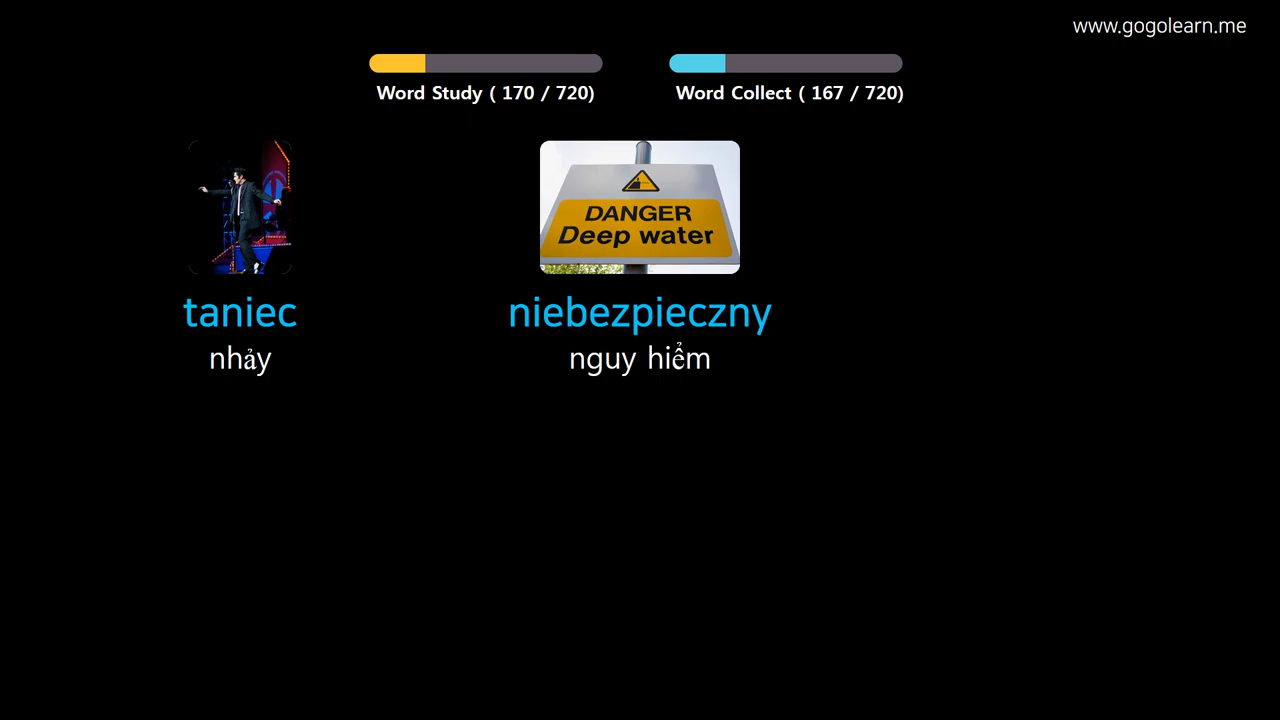 www.gogolearn.me
Word Study ( 170 / 720)
Word Collect ( 167 / 720)
DANGER
Deep water
taniec
niebezpieczny
nhảy
nguy hiểm